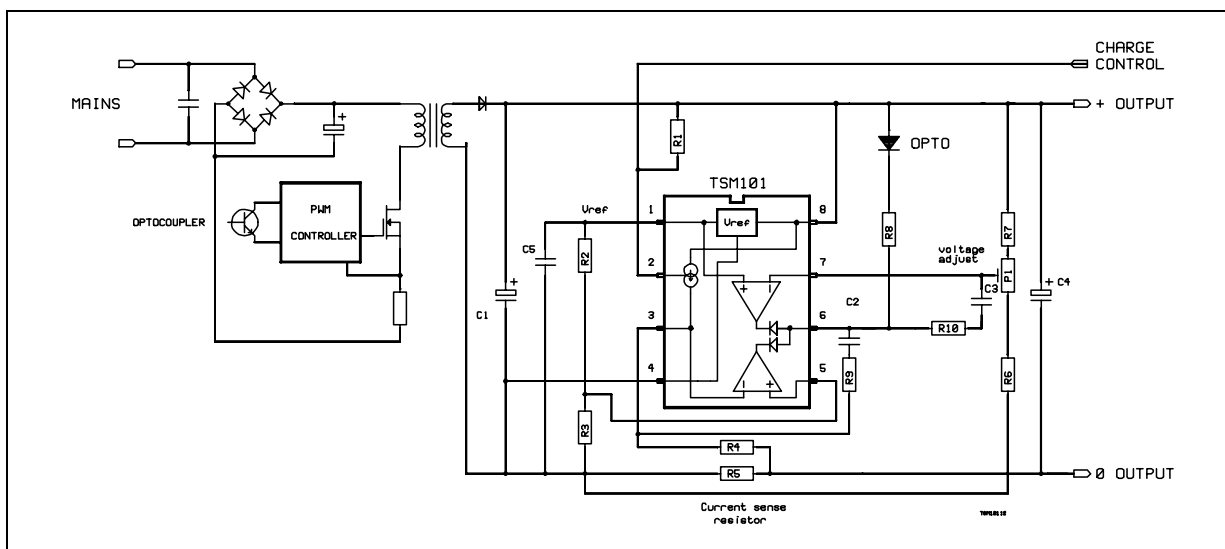 CHARGE
CONTROL
MAINS
+
+ OUTPUT
R1
OPTO
TSM101
OPTOCOUPLER
PWM
CONTROLLER
Vref
1
Vref
8
C5
R2
R8
R7
voltage
adjust
2
7
P1
+
C1
+
-
C2
C3
+
C4
3
6
R10
4
5
-
+
R9
R6
R3
R4
R5
0 OUTPUT
Current sense
resistor